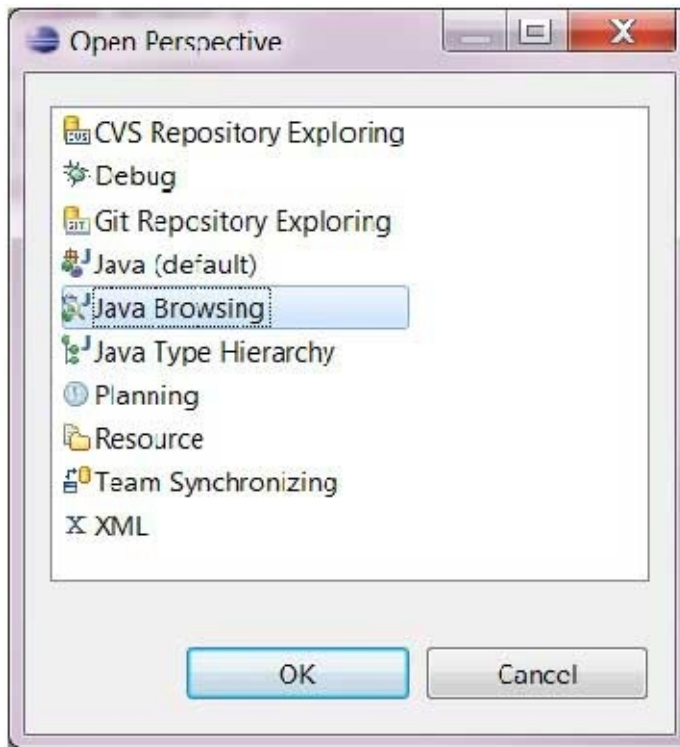 Open Perspective
CVS Repository Exploring
Debug
Git Repository Exploring
Java (default)
Java Browsing
Java Type Hierarchy
Planning
Resource
Team Synchronizing
X XML
OK
Cancel